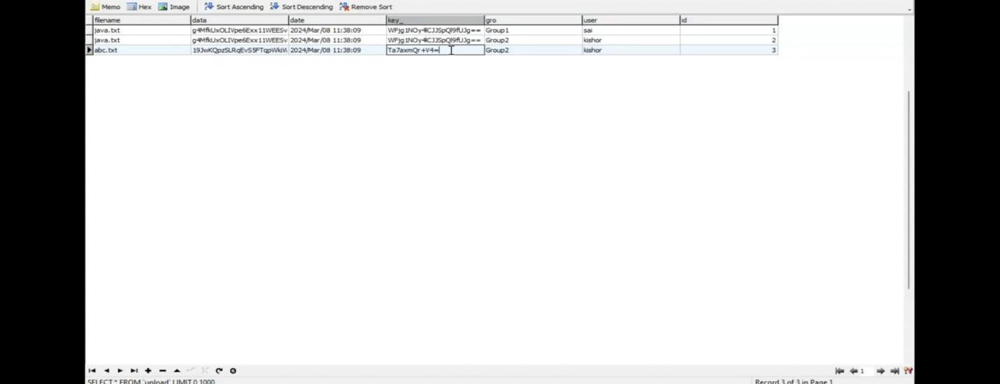 Memo Hex Image Sort Ascending Sort Descending Remove Sort
filename data date key_ gro user id
java.txt g4MfkUxOLIVpe6Exx11WEESv 2024/Mar/08 11:38:09 WFjg1NOy4iCJJSpQl9fUJg== Group1 sai 1
java.txt g4MfkUxOLIVpe6Exx11WEESv 2024/Mar/08 11:38:09 WFjg1NOy4iCJJSpQl9fUJg== Group2 kishor 2
abc.txt 2024/Mar/08 11:38:09 Ta7axmQr+V4= Group2 kishor 3
1
SELECT * FROM `upload` LIMIT 0,1000 Record 3 of 3 in Page 1